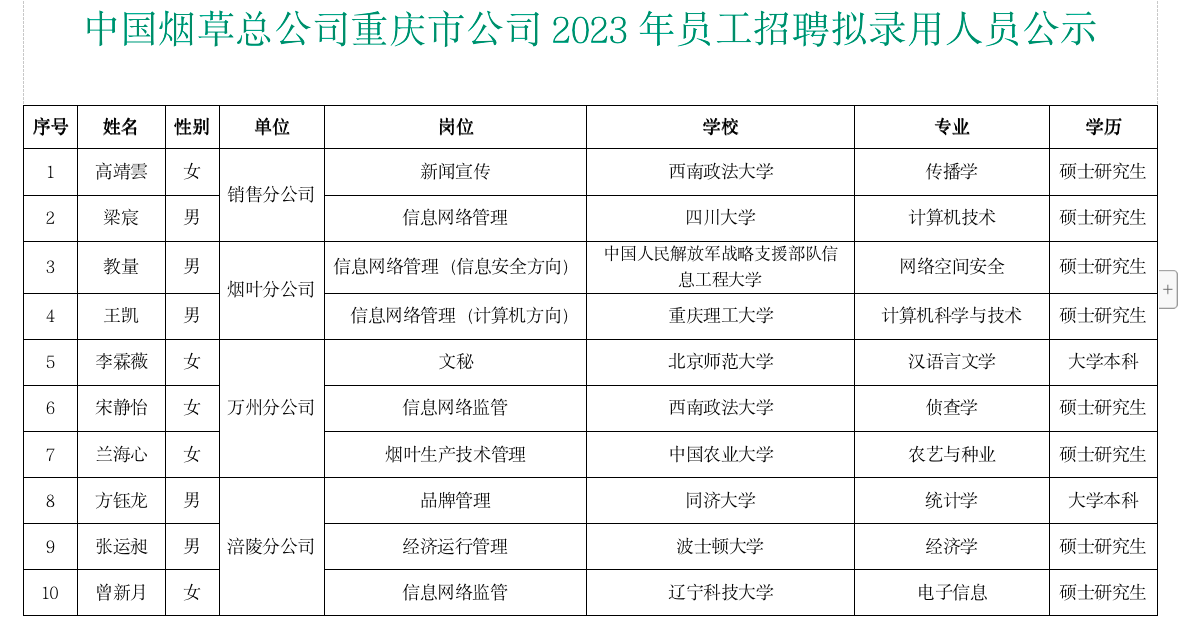 中国烟草总公司重庆市公司 2023 年员工招聘拟录用人员公示
序号 姓名 性别 单位 岗位 学校 专业 学历
1 高靖雲 女 销售分公司 新闻宣传 西南政法大学 传播学 硕士研究生
2 梁宸 男 信息网络管理 四川大学 计算机技术 硕士研究生
3 教量 男 烟叶分公司 信息网络管理（信息安全方向） 中国人民解放军战略支援部队信
息工程大学 网络空间安全 硕士研究生
4 王凯 男 信息网络管理（计算机方向） 重庆理工大学 计算机科学与技术 硕士研究生
5 李霖薇 女 万州分公司 文秘 北京师范大学 汉语言文学 大学本科
6 宋静怡 女 信息网络监管 西南政法大学 侦查学 硕士研究生
7 兰海心 女 烟叶生产技术管理 中国农业大学 农艺与种业 硕士研究生
8 方钰龙 男 涪陵分公司 品牌管理 同济大学 统计学 大学本科
9 张运昶 男 经济运行管理 波士顿大学 经济学 硕士研究生
10 曾新月 女 信息网络监管 辽宁科技大学 电子信息 硕士研究生